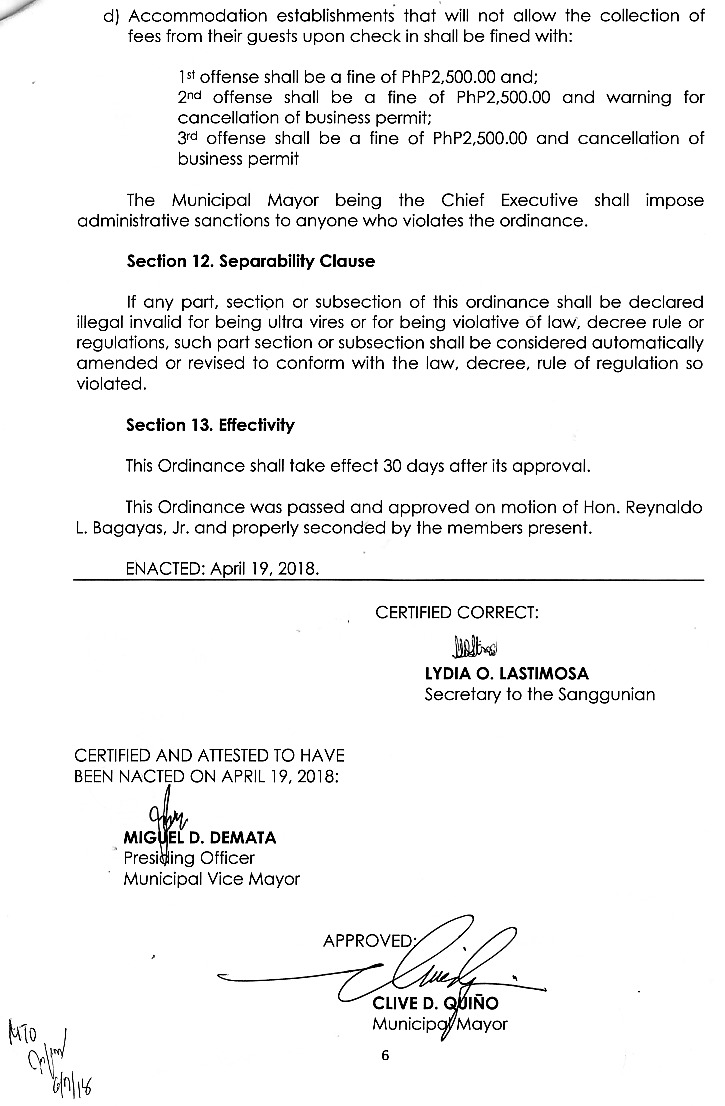 d) Accommodation establishments that will not allow the collection of
fees from their guests upon check in shall be fined with:
1st offense shall be a fine of PhP2,500.00 and;
2nd offense shall be a fine of PhP2,500.00 and warning for
cancellation of business permit;
3rd offense shall be a fine of PhP2,500.00 and cancellation of
business permit
The Municipal Mayor being the Chief Executive shall impose
administrative sanctions to anyone who violates the ordinance.
Section 12. Separability Clause
If any part, section or subsection of this ordinance shall be declared
illegal invalid for being ultra vires or for being violative of law, decree rule or
regulations, such part section or subsection shall be considered automatically
amended or revised to conform with the law, decree, rule of regulation so
violated.
Section 13. Effectivity
This Ordinance shall take effect 30 days after its approval.
This Ordinance was passed and approved on motion of Hon. Reynaldo
L. Bagayas, Jr. and properly seconded by the members present.
ENACTED: April 19, 2018.
CERTIFIED CORRECT:
LYDIA O. LASTIMOSA
Secretary to the Sanggunian
CERTIFIED AND ATTESTED TO HAVE
BEEN NACTED ON APRIL 19, 2018:
MIGUEL D. DEMATA
Presiding Officer
Municipal Vice Mayor
APPROVED:
CLIVE D. QUIÑO
Municipal Mayor
6
MTO